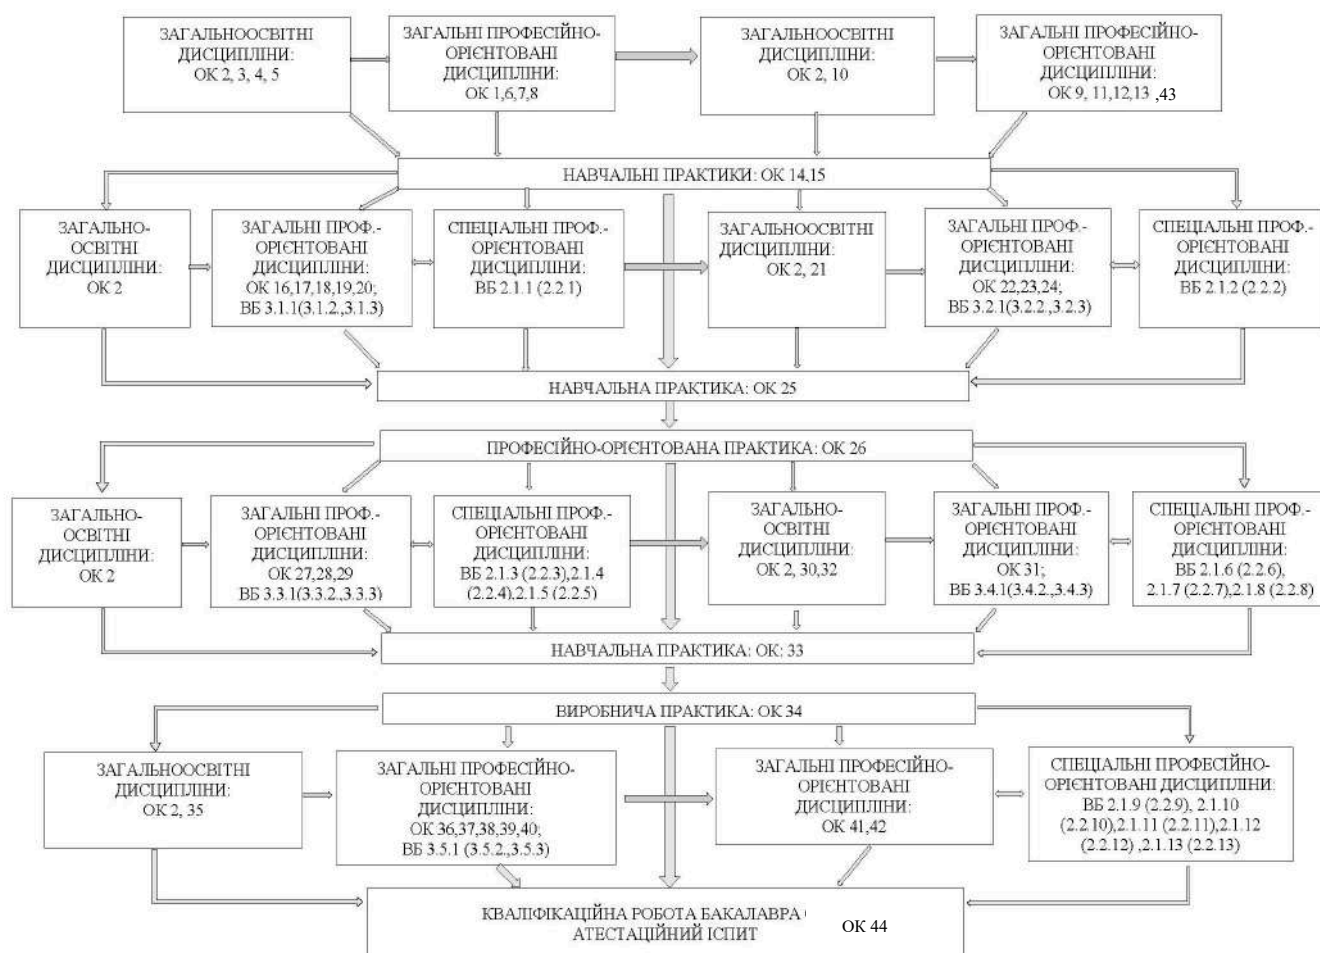 ЗАГАЛЬНООСВІТНІ
ДИСЦИПЛІНИ:
ОК 2, 3, 4, 5
ЗАГАЛЬНІ ПРОФЕСІЙНО-
ОРІЄНТОВАНІ
ДИСЦИПЛІНИ:
ОК 1,6,7,8
ЗАГАЛЬНООСВІТНІ
ДИСЦИПЛІНИ:
ОК 2, 10
ЗАГАЛЬНІ ПРОФЕСІЙНО-
ОРІЄНТОВАНІ
ДИСЦИПЛІНИ:
ОК 9, 11,12,13 ,43
НАВЧАЛЬНІ ПРАКТИКИ: ОК 14,15
ЗАГАЛЬНО-
ОСВІТНІ
ДИСЦИПЛІНИ:
ОК 2
ЗАГАЛЬНІ ПРОФ.-
ОРІЄНТОВАНІ
ДИСЦИПЛІНИ:
ОК 16,17,18,19,20;
ВБ 3.1.1(3.1.2.,3.1.3)
СПЕЦІАЛЬНІ ПРОФ.-
ОРІЄНТОВАНІ
ДИСЦИПЛІНИ:
ВБ 2.1.1 (2.2.1)
ЗАГАЛЬНООСВІТНІ
ДИСЦИПЛІНИ:
ОК 2, 21
ЗАГАЛЬНІ ПРОФ.-
ОРІЄНТОВАНІ
ДИСЦИПЛІНИ:
ОК 22,23,24;
ВБ 3.2.1(3.2.2.,3.2.3)
СПЕЦІАЛЬНІ ПРОФ.-
ОРІЄНТОВАНІ
ДИСЦИПЛІНИ:
ВБ 2.1.2 (2.2.2)
НАВЧАЛЬНА ПРАКТИКА: ОК 25
ПРОФЕСІЙНО-ОРІЄНТОВАНА ПРАКТИКА: ОК 26
ЗАГАЛЬНО-
ОСВІТНІ
ДИСЦИПЛІНИ:
ОК 2
ЗАГАЛЬНІ ПРОФ.-
ОРІЄНТОВАНІ
ДИСЦИПЛІНИ:
ОК 27,28,29
ВБ 3.3.1(3.3.2.,3.3.3)
СПЕЦІАЛЬНІ ПРОФ.-
ОРІЄНТОВАНІ
ДИСЦИПЛІНИ:
ВБ 2.1.3 (2.2.3),2.1.4
(2.2.4),2.1.5 (2.2.5)
ЗАГАЛЬНО-
ОСВІТНІ
ДИСЦИПЛІНИ:
ОК 2, 30,32
ЗАГАЛЬНІ ПРОФ.-
ОРІЄНТОВАНІ
ДИСЦИПЛІНИ:
ОК 31;
ВБ 3.4.1(3.4.2.,3.4.3)
СПЕЦІАЛЬНІ ПРОФ.-
ОРІЄНТОВАНІ
ДИСЦИПЛІНИ:
ВБ 2.1.6 (2.2.6),
2.1.7 (2.2.7),2.1.8 (2.2.8)
НАВЧАЛЬНА ПРАКТИКА: ОК: 33
ВИРОБНИЧА ПРАКТИКА: ОК 34
ЗАГАЛЬНООСВІТНІ
ДИСЦИПЛІНИ:
ОК 2, 35
ЗАГАЛЬНІ ПРОФЕСІЙНО-
ОРІЄНТОВАНІ
ДИСЦИПЛІНИ:
ОК 36,37,38,39,40;
ВБ 3.5.1 (3.5.2.,3.5.3)
ЗАГАЛЬНІ ПРОФЕСІЙНО-
ОРІЄНТОВАНІ
ДИСЦИПЛІНИ:
ОК 41,42
СПЕЦІАЛЬНІ ПРОФЕСІЙНО-
ОРІЄНТОВАНІ ДИСЦИПЛІНИ:
ВБ 2.1.9 (2.2.9), 2.1.10
(2.2.10),2.1.11 (2.2.11),2.1.12
(2.2.12) ,2.1.13 (2.2.13)
КВАЛІФІКАЦІЙНА РОБОТА БАКАЛАВРА
АТЕСТАЦІЙНИЙ ІСПИТ ОК 44